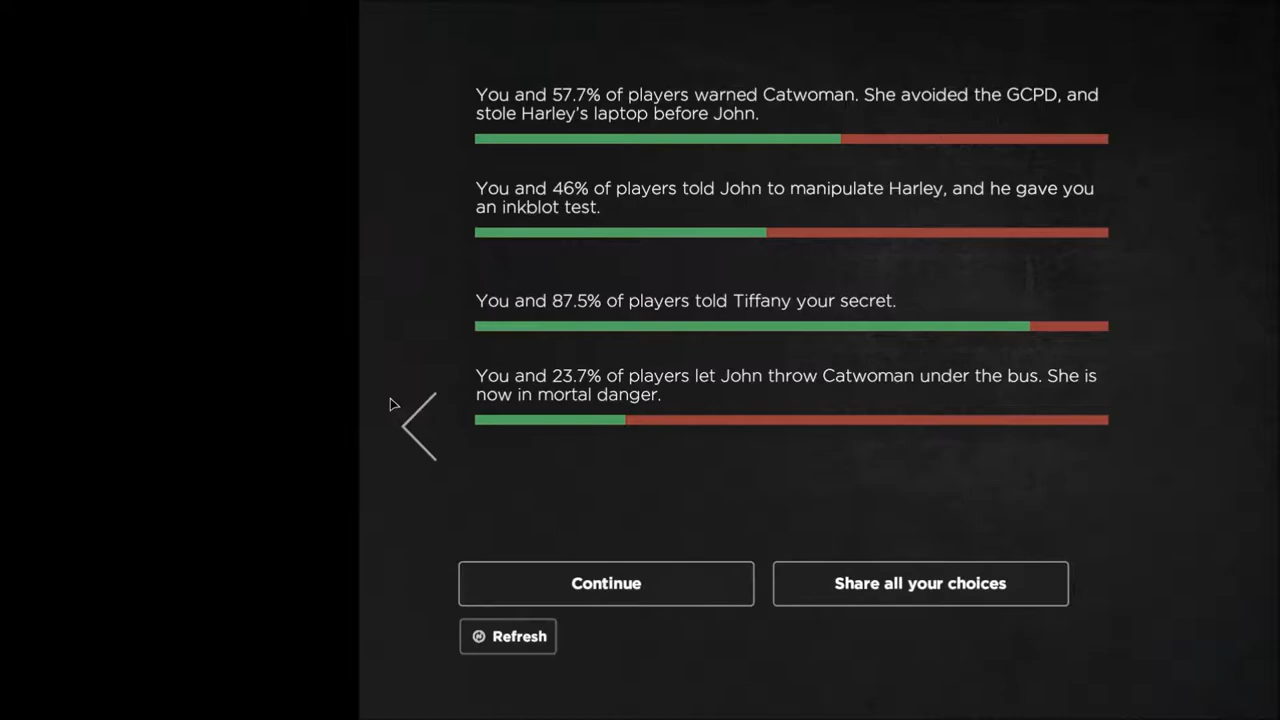 You and 57.7% of players warned Catwoman. She avoided the GCPD, and
stole Harley’s laptop before John.
You and 46% of players told John to manipulate Harley, and he gave you
an inkblot test.
You and 87.5% of players told Tiffany your secret.
You and 23.7% of players let John throw Catwoman under the bus. She is
now in mortal danger.
Continue
Share all your choices
Refresh